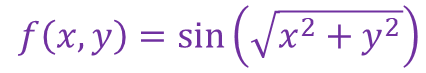 f(x, y) = sin(√(x² + y²))